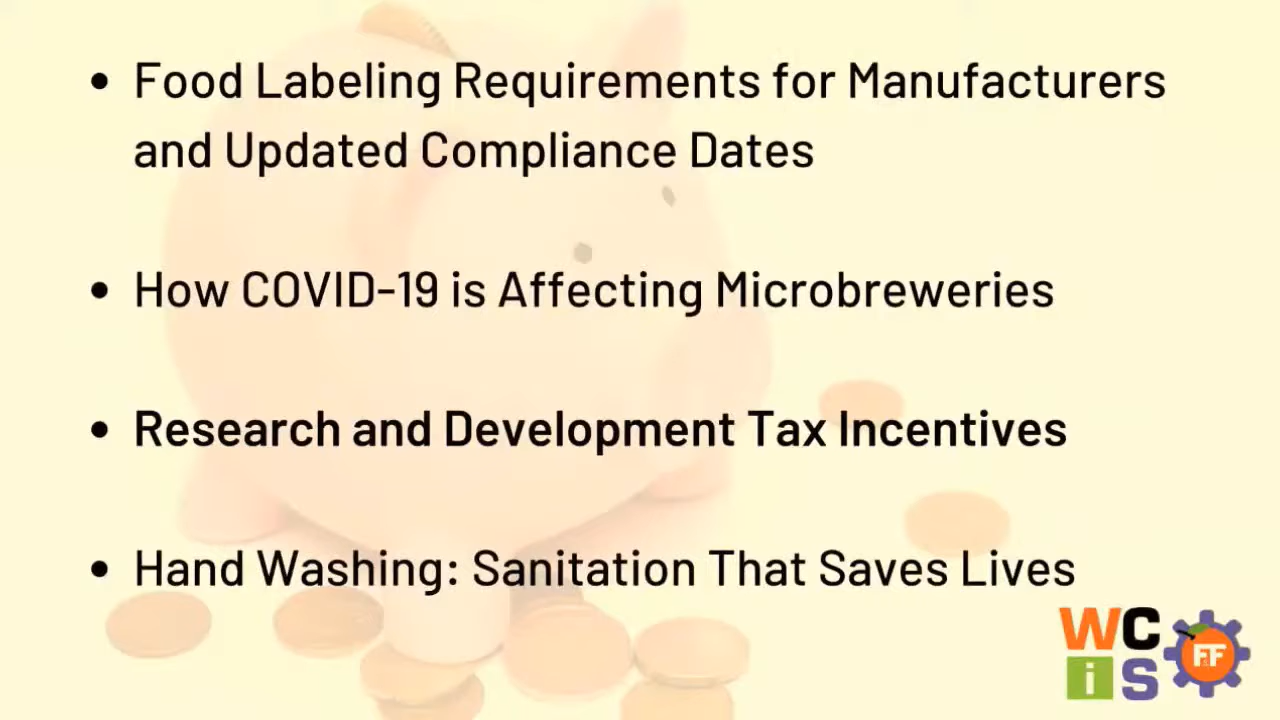 • Food Labeling Requirements for Manufacturers
and Updated Compliance Dates
• How COVID-19 is Affecting Microbreweries
• Research and Development Tax Incentives
• Hand Washing: Sanitation That Saves Lives
WC
iS
F&F